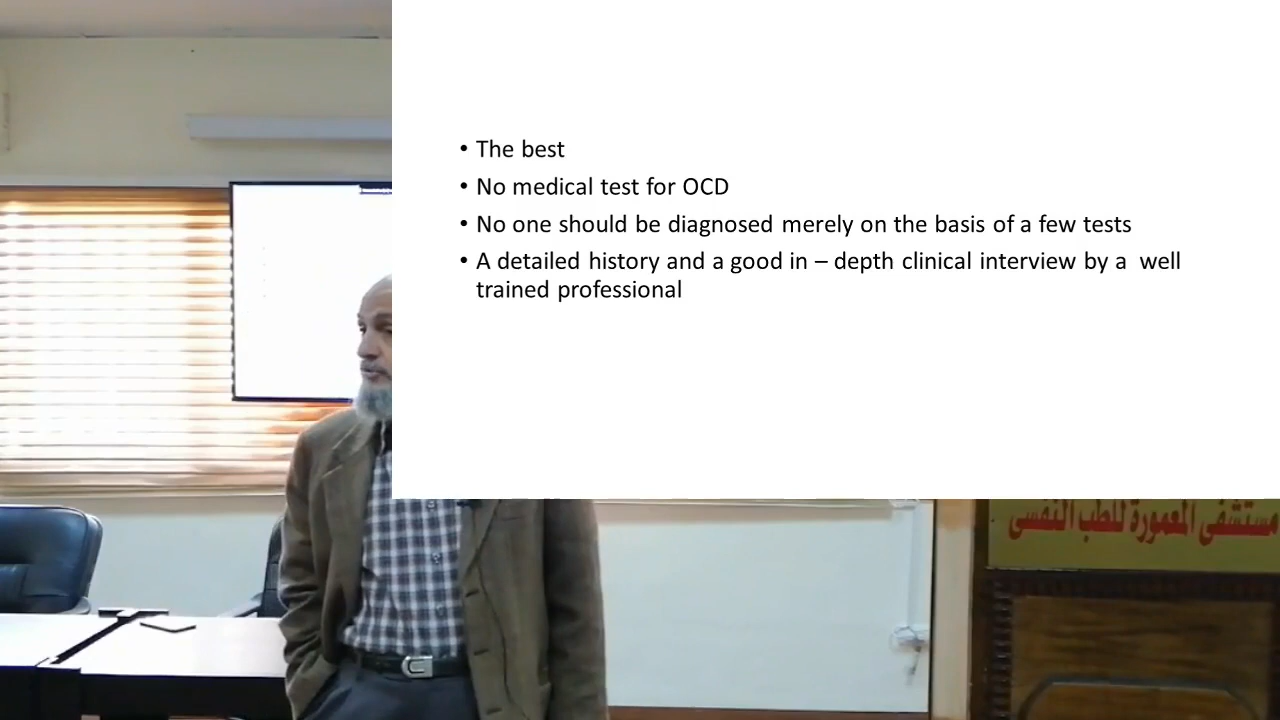 • The best
• No medical test for OCD
• No one should be diagnosed merely on the basis of a few tests
• A detailed history and a good in – depth clinical interview by a  well
trained professional
مستشفى المعمورة للطب النفسى